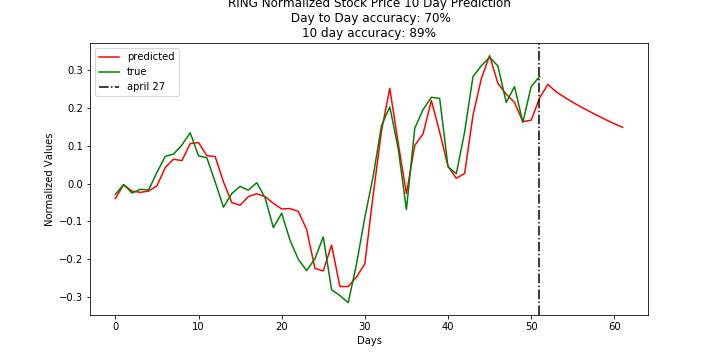 RING Normalized Stock Price 10 Day Prediction
Day to Day accuracy: 70%
10 day accuracy: 89%
predicted
true
april 27
0.3
0.2
0.1
0.0
−0.1
−0.2
−0.3
Normalized Values
0 10 20 30 40 50 60
Days